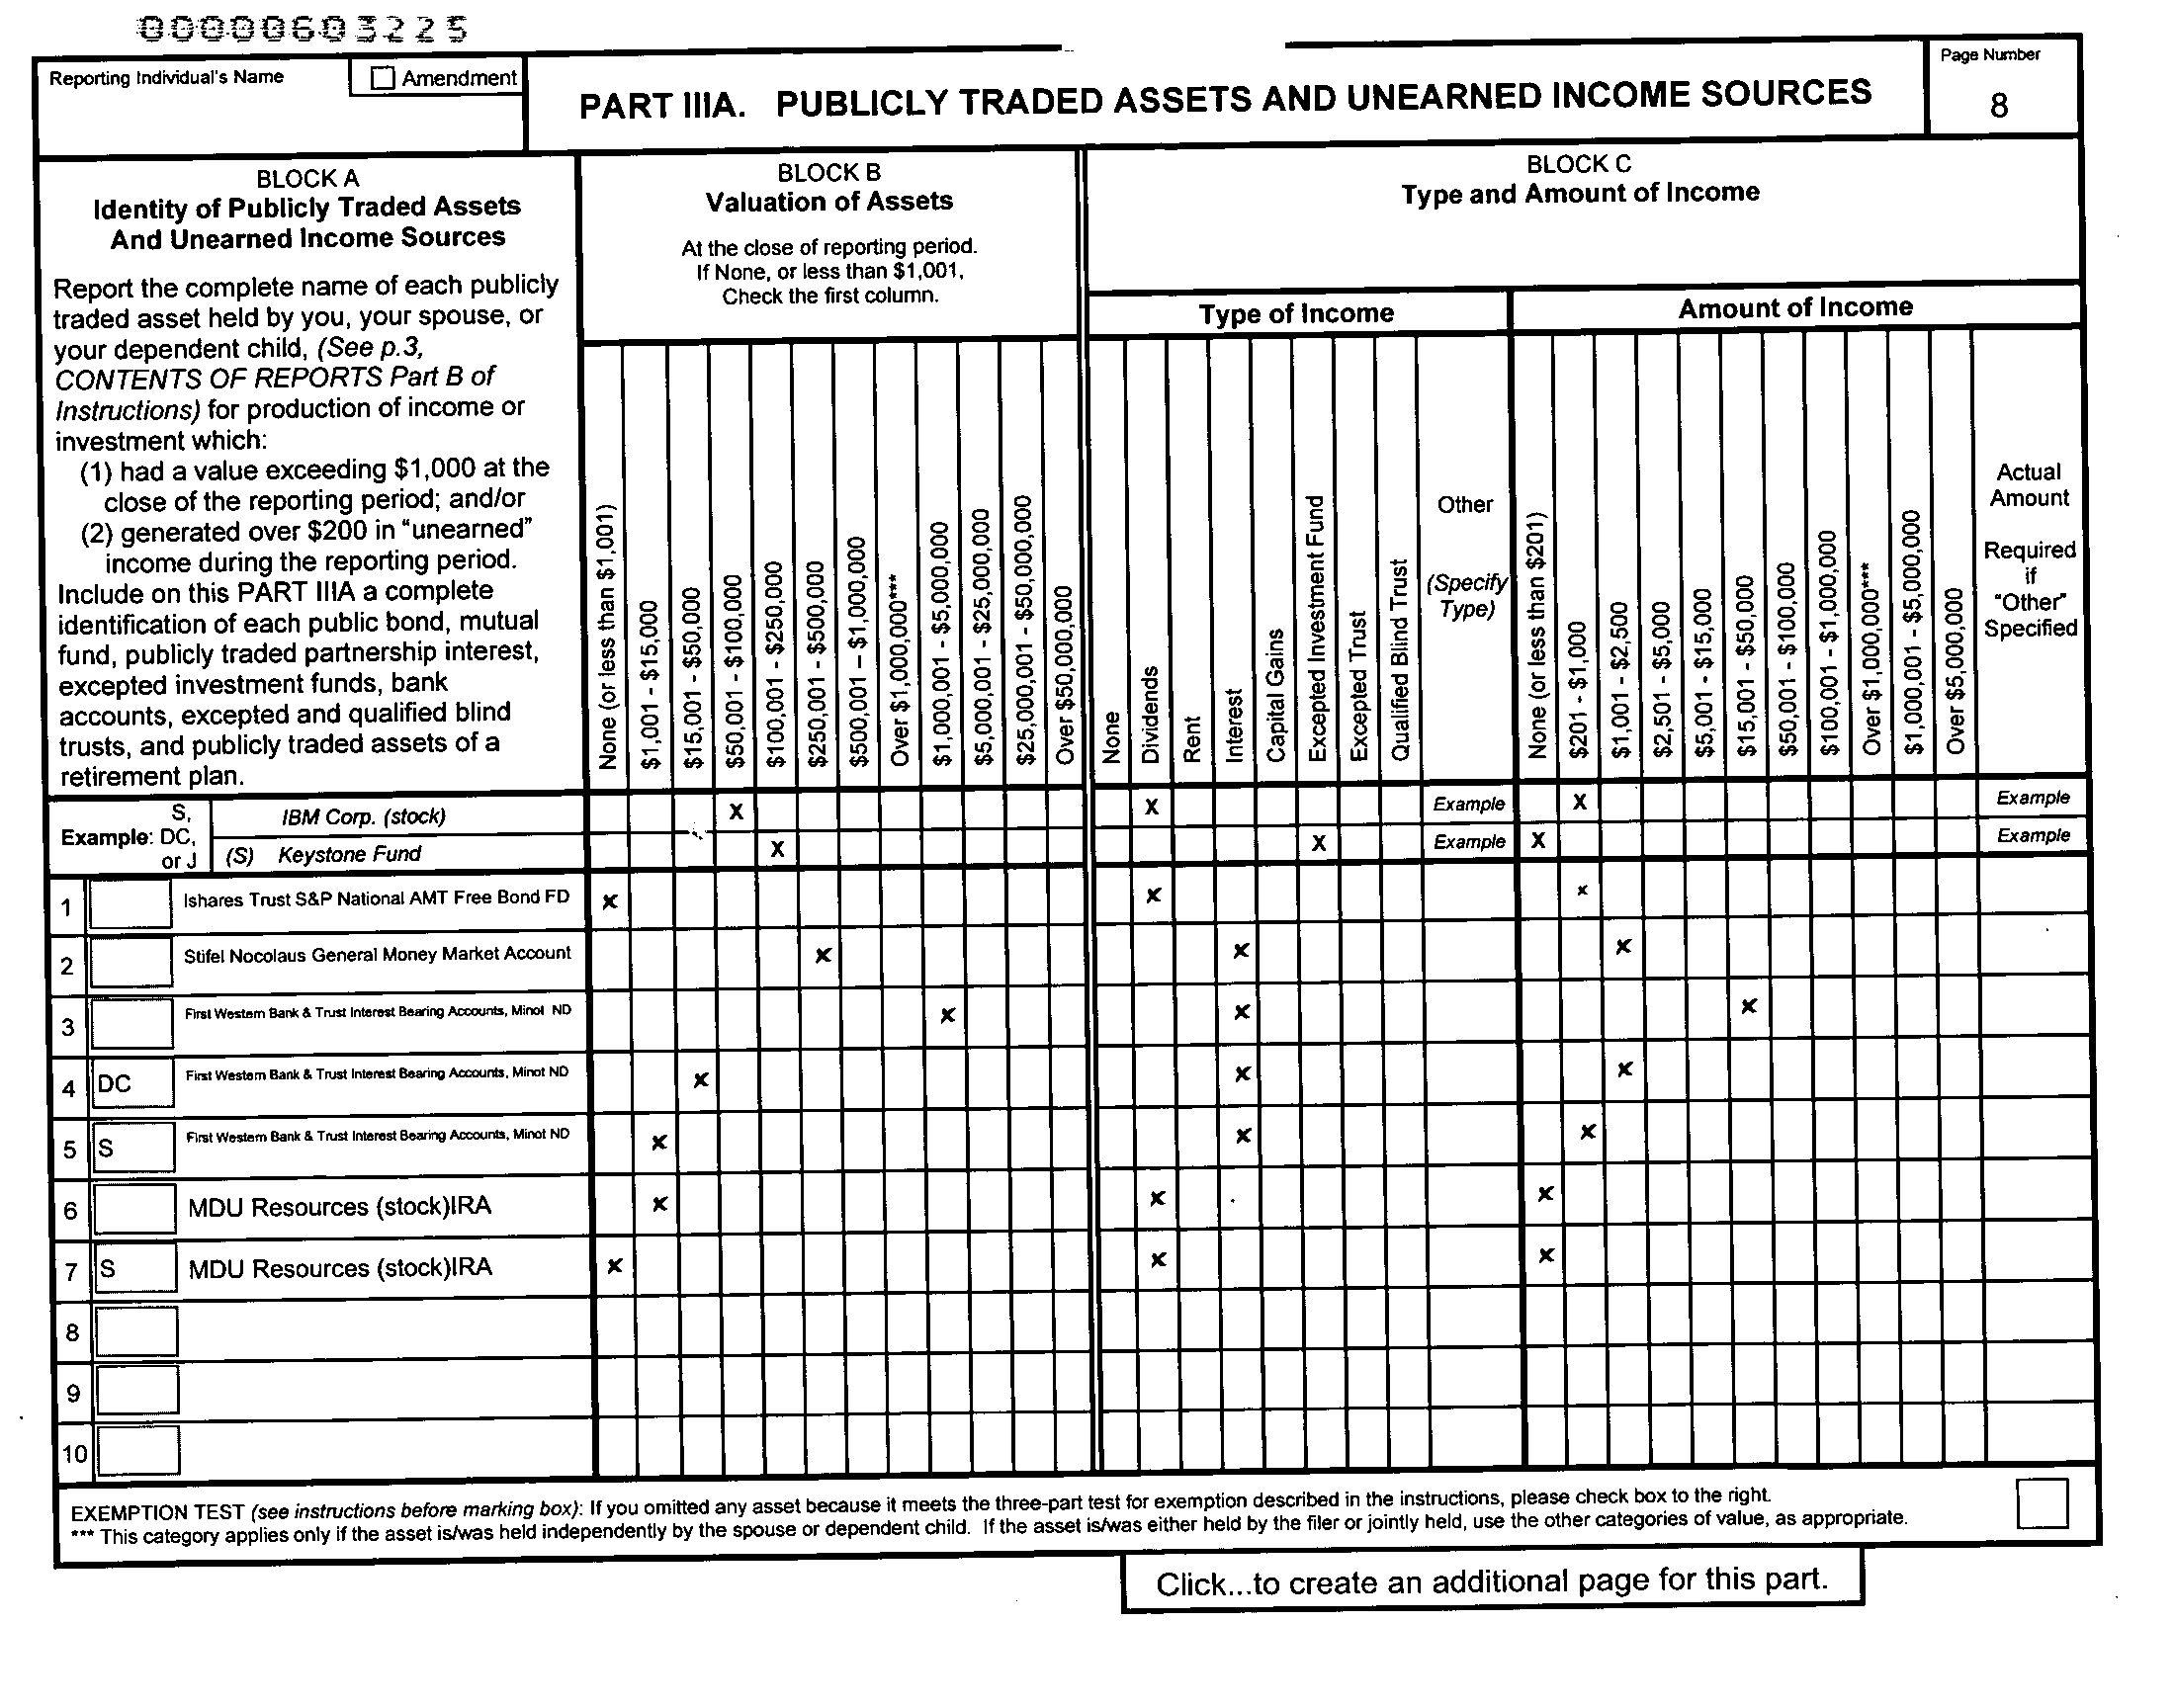 00000603225
Reporting Individual's Name
Amendment
PART IIIA. PUBLICLY TRADED ASSETS AND UNEARNED INCOME SOURCES
Page Number
8
BLOCK A
Identity of Publicly Traded Assets
And Unearned Income Sources
Report the complete name of each publicly
traded asset held by you, your spouse, or
your dependent child, (See p.3,
CONTENTS OF REPORTS Part B of
Instructions) for production of income or
investment which:
(1) had a value exceeding $1,000 at the
close of the reporting period; and/or
(2) generated over $200 in "unearned"
income during the reporting period.
Include on this PART IIIA a complete
identification of each public bond, mutual
fund, publicly traded partnership interest,
excepted investment funds, bank
accounts, excepted and qualified blind
trusts, and publicly traded assets of a
retirement plan.
BLOCK B
Valuation of Assets
At the close of reporting period.
If None, or less than $1,001,
Check the first column.
None (or less than $1,001)
$1,001 - $15,000
$15,001 - $50,000
$50,001 - $100,000
$100,001 - $250,000
$250,001 - $500,000
$500,001 – $1,000,000
Over $1,000,000***
$1,000,001 - $5,000,000
$5,000,001 - $25,000,000
$25,000,001 - $50,000,000
Over $50,000,000
BLOCK C
Type and Amount of Income
Type of Income
None
Dividends
Rent
Interest
Capital Gains
Excepted Investment Fund
Excepted Trust
Qualified Blind Trust
Other
(Specify
Type)
Amount of Income
None (or less than $201)
$201 - $1,000
$1,001 - $2,500
$2,501 - $5,000
$5,001 - $15,000
$15,001 - $50,000
$50,001 - $100,000
$100,001 - $1,000,000
Over $1,000,000***
$1,000,001 - $5,000,000
Over $5,000,000
Actual
Amount
Required
if
"Other"
Specified
Example: S, DC, or J
IBM Corp. (stock) X X Example X Example
(S) Keystone Fund X X Example X Example
1 Ishares Trust S&P National AMT Free Bond FD x x x
2 Stifel Nocolaus General Money Market Account x x x
3 First Western Bank & Trust Interest Bearing Accounts, Minot ND x x x
4 DC First Western Bank & Trust Interest Bearing Accounts, Minot ND x x x
5 S First Western Bank & Trust Interest Bearing Accounts, Minot ND x x x
6 MDU Resources (stock)IRA x x x
7 S MDU Resources (stock)IRA x x x
8
9
10
EXEMPTION TEST (see instructions before marking box): If you omitted any asset because it meets the three-part test for exemption described in the instructions, please check box to the right.
*** This category applies only if the asset is/was held independently by the spouse or dependent child. If the asset is/was either held by the filer or jointly held, use the other categories of value, as appropriate.
Click...to create an additional page for this part.